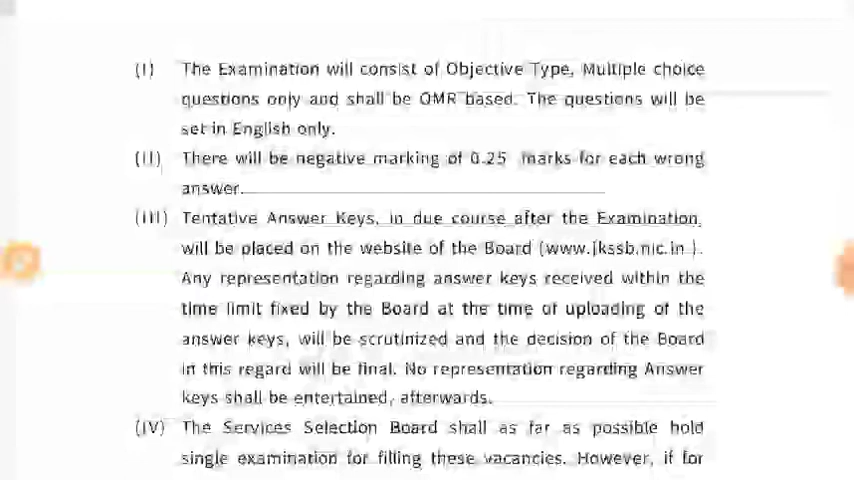 (I) The Examination will consist of Objective Type, Multiple choice
questions only and shall be OMR based. The questions will be
set in English only.
(II) There will be negative marking of 0.25 marks for each wrong
answer.
(III) Tentative Answer Keys, in due course after the Examination,
will be placed on the website of the Board (www.jkssb.nic.in ).
Any representation regarding answer keys received within the
time limit fixed by the Board at the time of uploading of the
answer keys, will be scrutinized and the decision of the Board
in this regard will be final. No representation regarding Answer
keys shall be entertained, afterwards.
(IV) The Services Selection Board shall as far as possible hold
single examination for filling these vacancies. However, if for